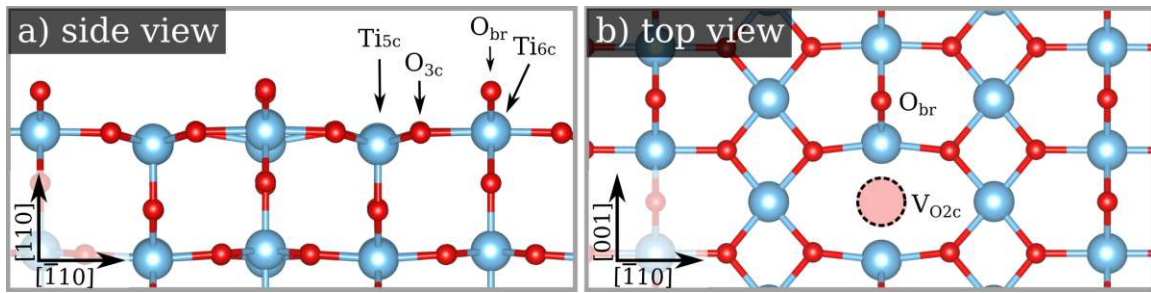 a) side view
Ti5c
O3c
Obr
Ti6c
[110]
[1̅10]
b) top view
Obr
VO2c
[001]
[1̅10]